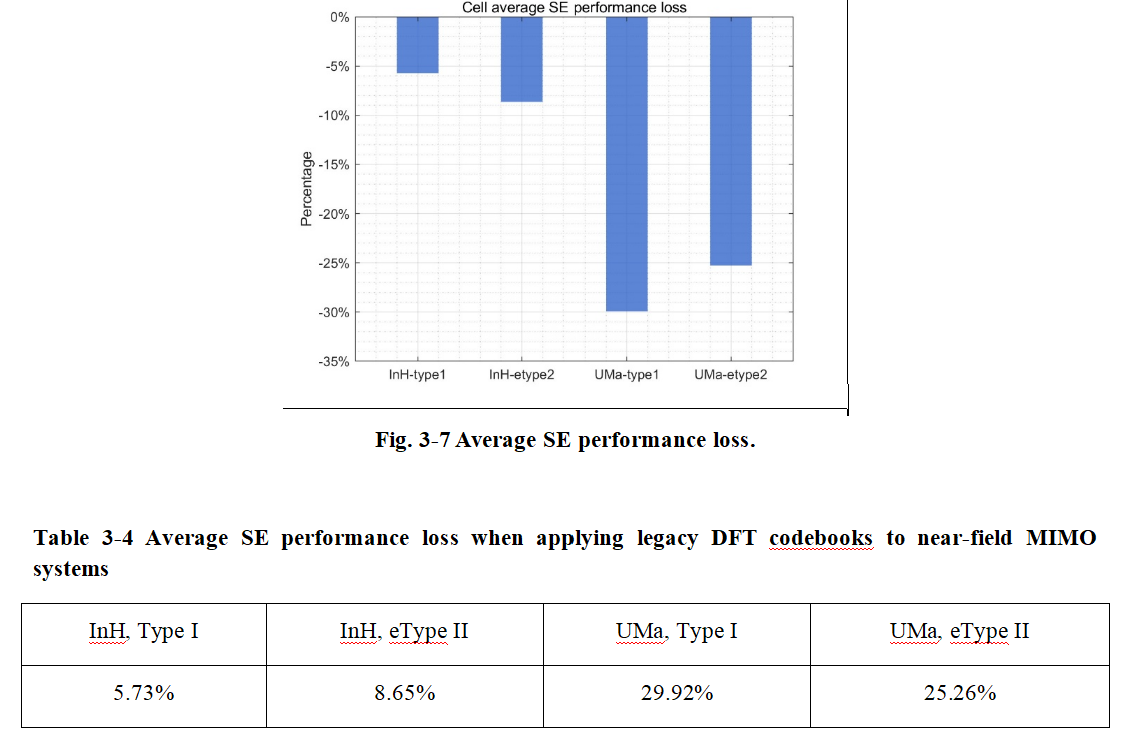 Cell average SE performance loss
0%
-5%
-10%
-15%
-20%
-25%
-30%
-35%
Percentage
InH-type1 InH-etype2 UMa-type1 UMa-etype2
Fig. 3-7 Average SE performance loss.
Table 3-4 Average SE performance loss when applying legacy DFT codebooks to near-field MIMO
systems
InH, Type I InH, eType II UMa, Type I UMa, eType II
5.73% 8.65% 29.92% 25.26%